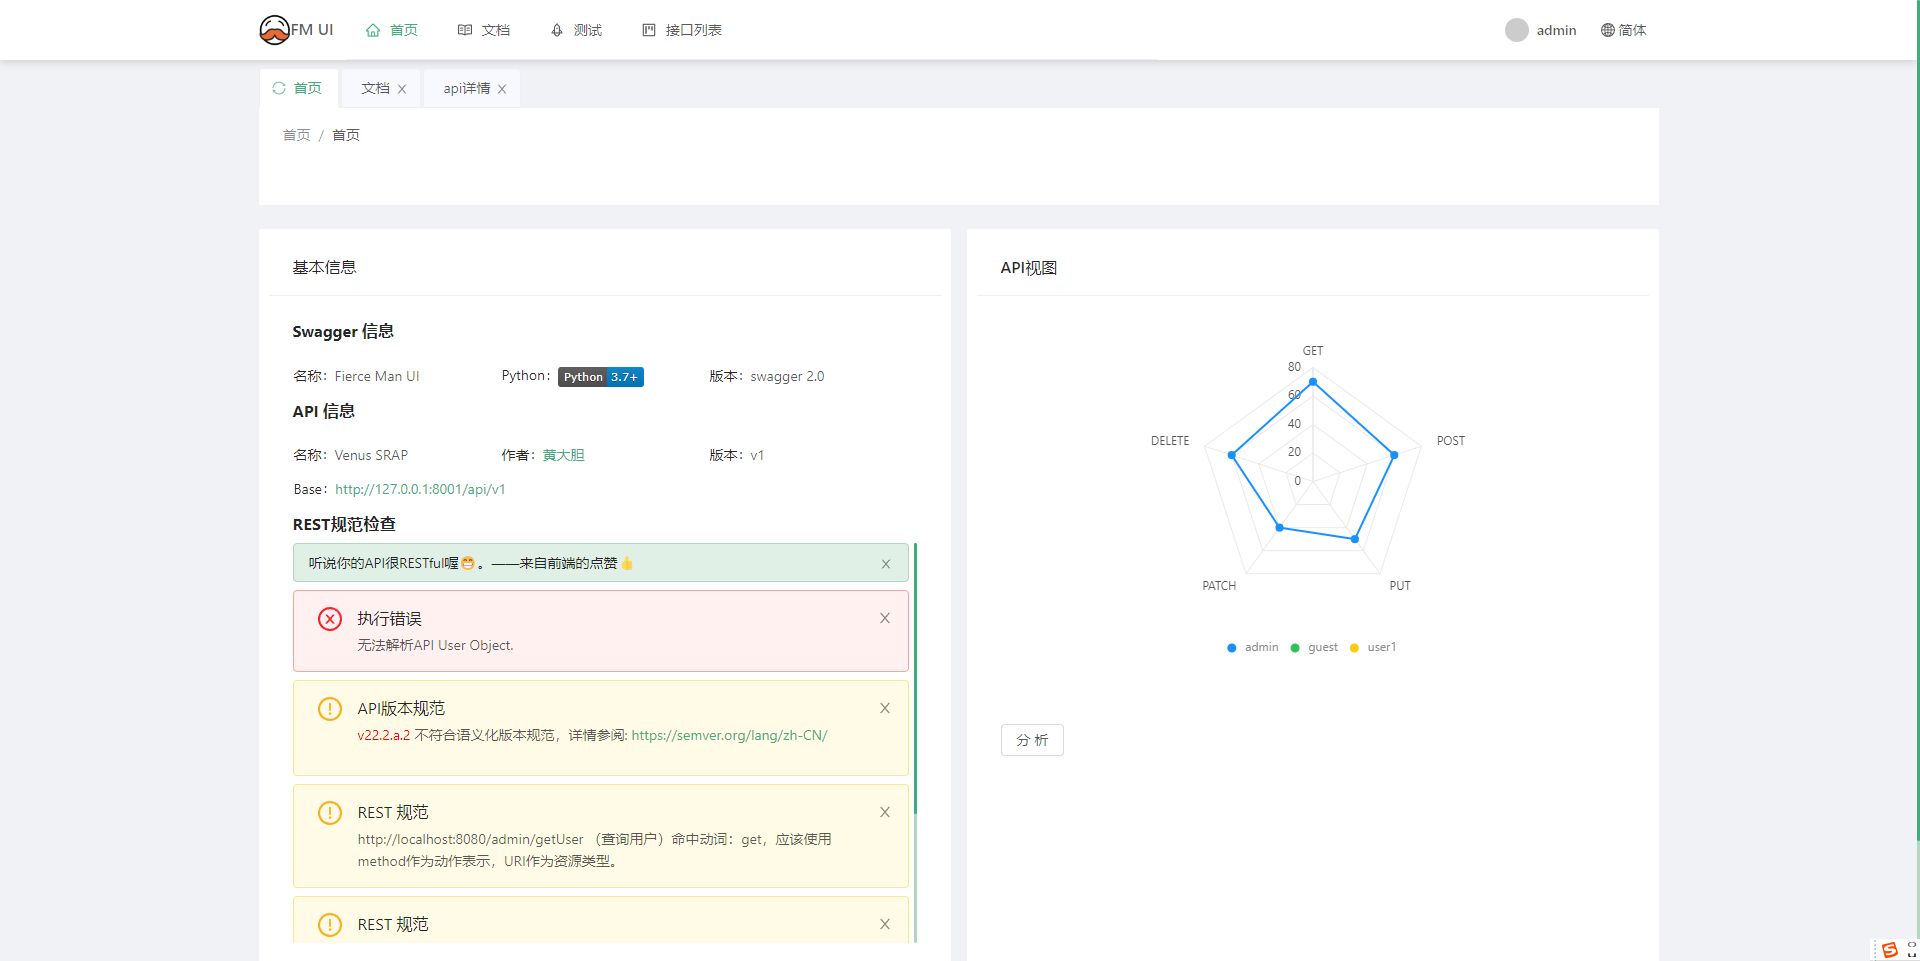 FM UI 首页 文档 测试 接口列表 admin 简体
首页 文档 api详情
首页 / 首页
基本信息
Swagger 信息
名称: Fierce Man UI Python: Python 3.7+ 版本: swagger 2.0
API 信息
名称: Venus SRAP 作者: 黄大胆 版本: v1
Base: http://127.0.0.1:8001/api/v1
REST规范检查
听说你的API很RESTful喔😁。——来自前端的点赞👍
执行错误
无法解析API User Object.
API版本规范
v22.2.a.2 不符合语义化版本规范，详情参阅: https://semver.org/lang/zh-CN/
REST 规范
http://localhost:8080/admin/getUser （查询用户）命中动词：get，应该使用
method作为动作表示，URI作为资源类型。
REST 规范
API视图
GET
80
60
40
20
0
DELETE
POST
PATCH
PUT
admin guest user1
分 析